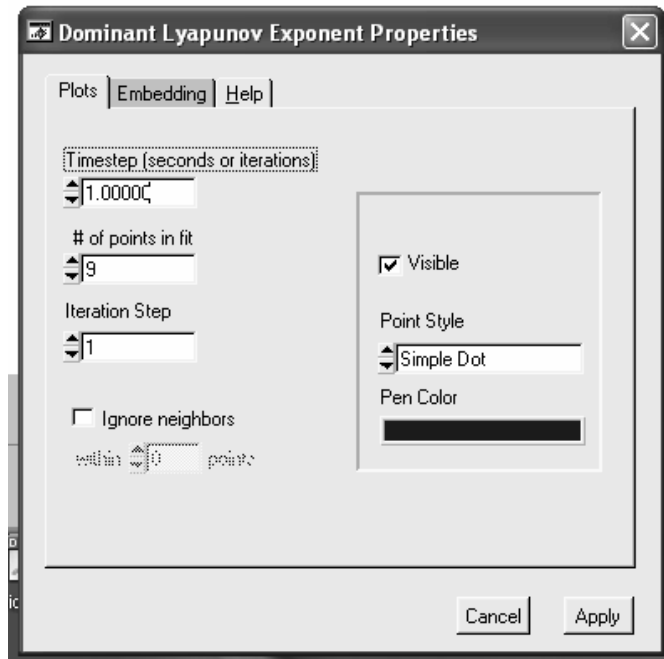 Dominant Lyapunov Exponent Properties
Plots Embedding Help
Timestep (seconds or iterations)
1.00000
# of points in fit
9
Iteration Step
1
Ignore neighbors
within 0 points
Visible
Point Style
Simple Dot
Pen Color
Cancel Apply